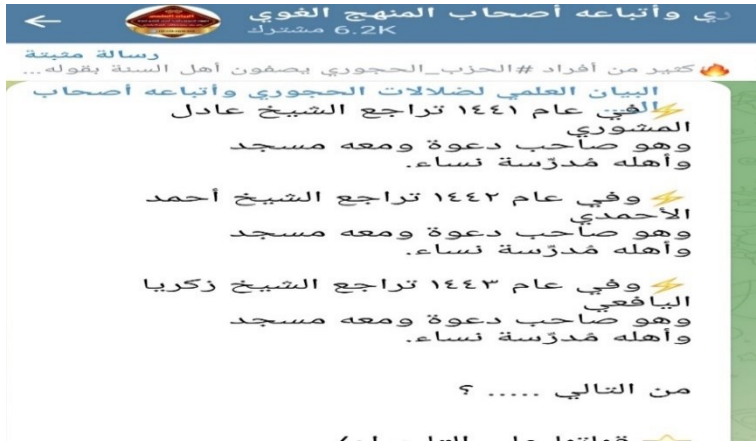 ري وأتباعه أصحاب المنهج الغوي
6.2K مشترك
رسالة مثبتة
🔥كثير من أفراد #الحزب_الحجوري يصفون أهل السنة بقوله...
البيان العلمي لضلالات الحجوري وأتباعه أصحاب
⚡في عام ١٤٤١ تراجع الشيخ عادل
المشوري
وهو صاحب دعوة ومعه مسجد
وأهله مُدرّسة نساء.
⚡ وفي عام ١٤٤٢ تراجع الشيخ أحمد
الأحمدي
وهو صاحب دعوة ومعه مسجد
وأهله مُدرّسة نساء.
⚡ وفي عام ١٤٤٣ تراجع الشيخ زكريا
اليافعي
وهو صاحب دعوة ومعه مسجد
وأهله مُدرّسة نساء.
من التالي ..... ؟